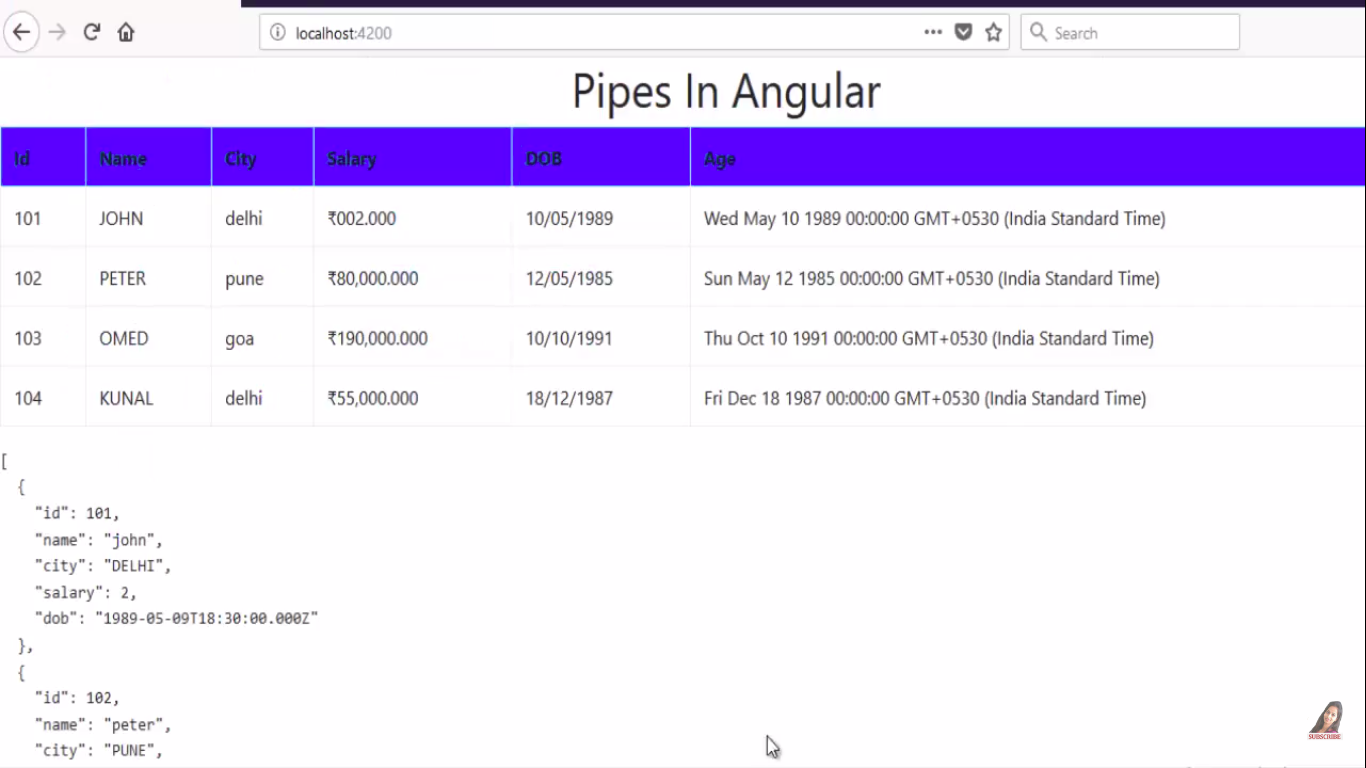 localhost:4200
Search
Pipes In Angular
Id Name City Salary DOB Age
101 JOHN delhi ₹002.000 10/05/1989 Wed May 10 1989 00:00:00 GMT+0530 (India Standard Time)
102 PETER pune ₹80,000.000 12/05/1985 Sun May 12 1985 00:00:00 GMT+0530 (India Standard Time)
103 OMED goa ₹190,000.000 10/10/1991 Thu Oct 10 1991 00:00:00 GMT+0530 (India Standard Time)
104 KUNAL delhi ₹55,000.000 18/12/1987 Fri Dec 18 1987 00:00:00 GMT+0530 (India Standard Time)
[
{
"id": 101,
"name": "john",
"city": "DELHI",
"salary": 2,
"dob": "1989-05-09T18:30:00.000Z"
},
{
"id": 102,
"name": "peter",
"city": "PUNE",
SUBSCRIBE